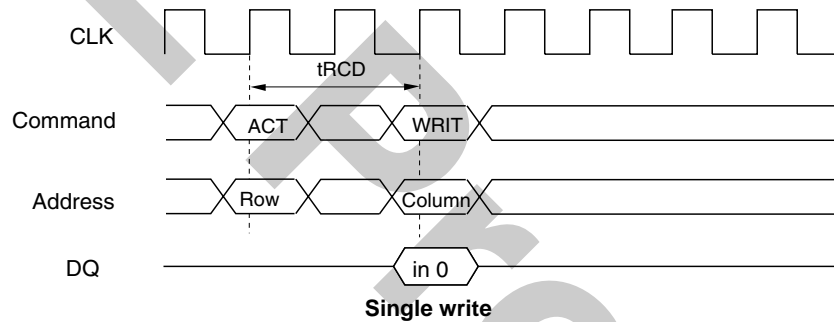 CLK
tRCD
Command ACT WRIT
Address Row Column
DQ in 0
Single write